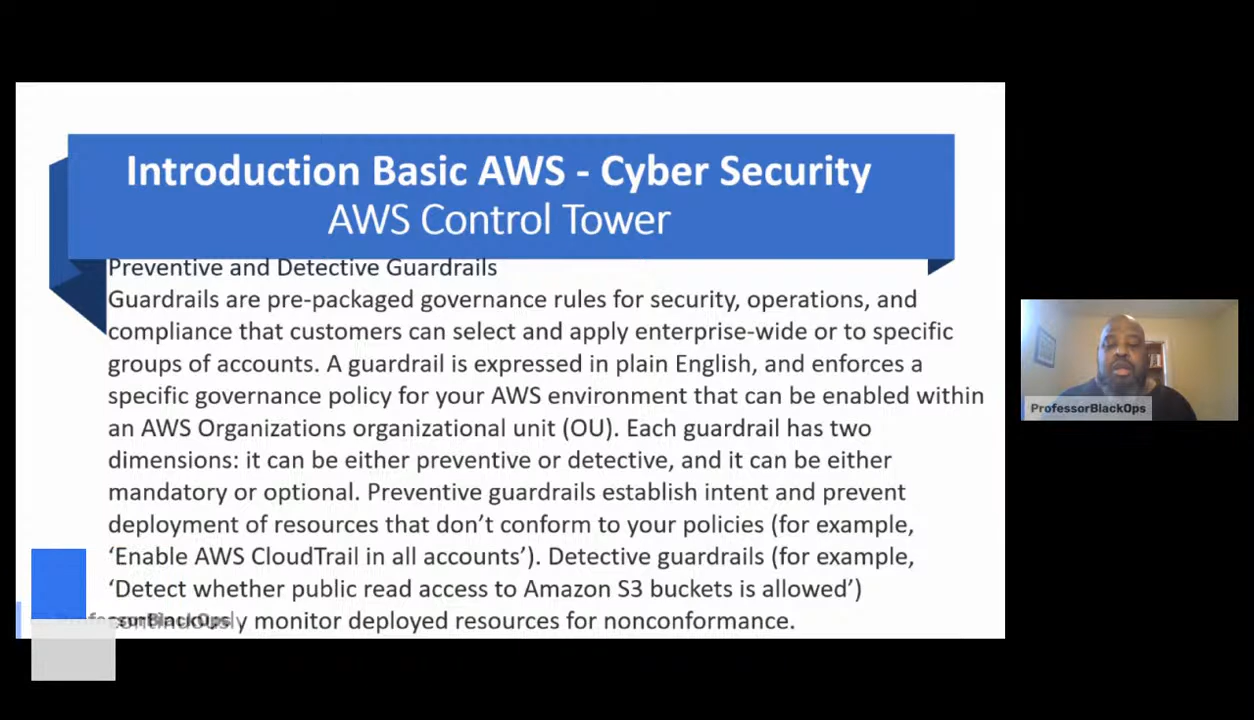 Introduction Basic AWS - Cyber Security
AWS Control Tower
Preventive and Detective Guardrails
Guardrails are pre-packaged governance rules for security, operations, and
compliance that customers can select and apply enterprise-wide or to specific
groups of accounts. A guardrail is expressed in plain English, and enforces a
specific governance policy for your AWS environment that can be enabled within
an AWS Organizations organizational unit (OU). Each guardrail has two
dimensions: it can be either preventive or detective, and it can be either
mandatory or optional. Preventive guardrails establish intent and prevent
deployment of resources that don’t conform to your policies (for example,
‘Enable AWS CloudTrail in all accounts’). Detective guardrails (for example,
‘Detect whether public read access to Amazon S3 buckets is allowed’)
continuously monitor deployed resources for nonconformance.
ProfessorBlackOps
ProfessorBlackOps